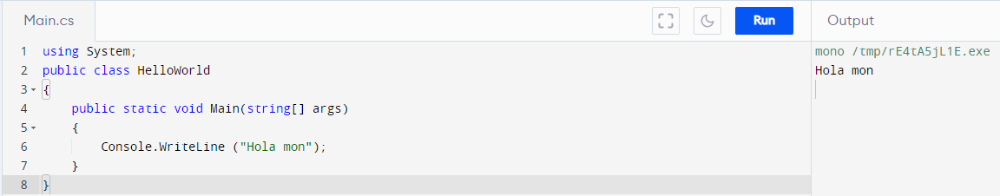 Main.cs
Run
Output
1 using System;
2 public class HelloWorld
3 {
4     public static void Main(string[] args)
5     {
6         Console.WriteLine ("Hola mon");
7     }
8 }
mono /tmp/rE4tA5jL1E.exe
Hola mon